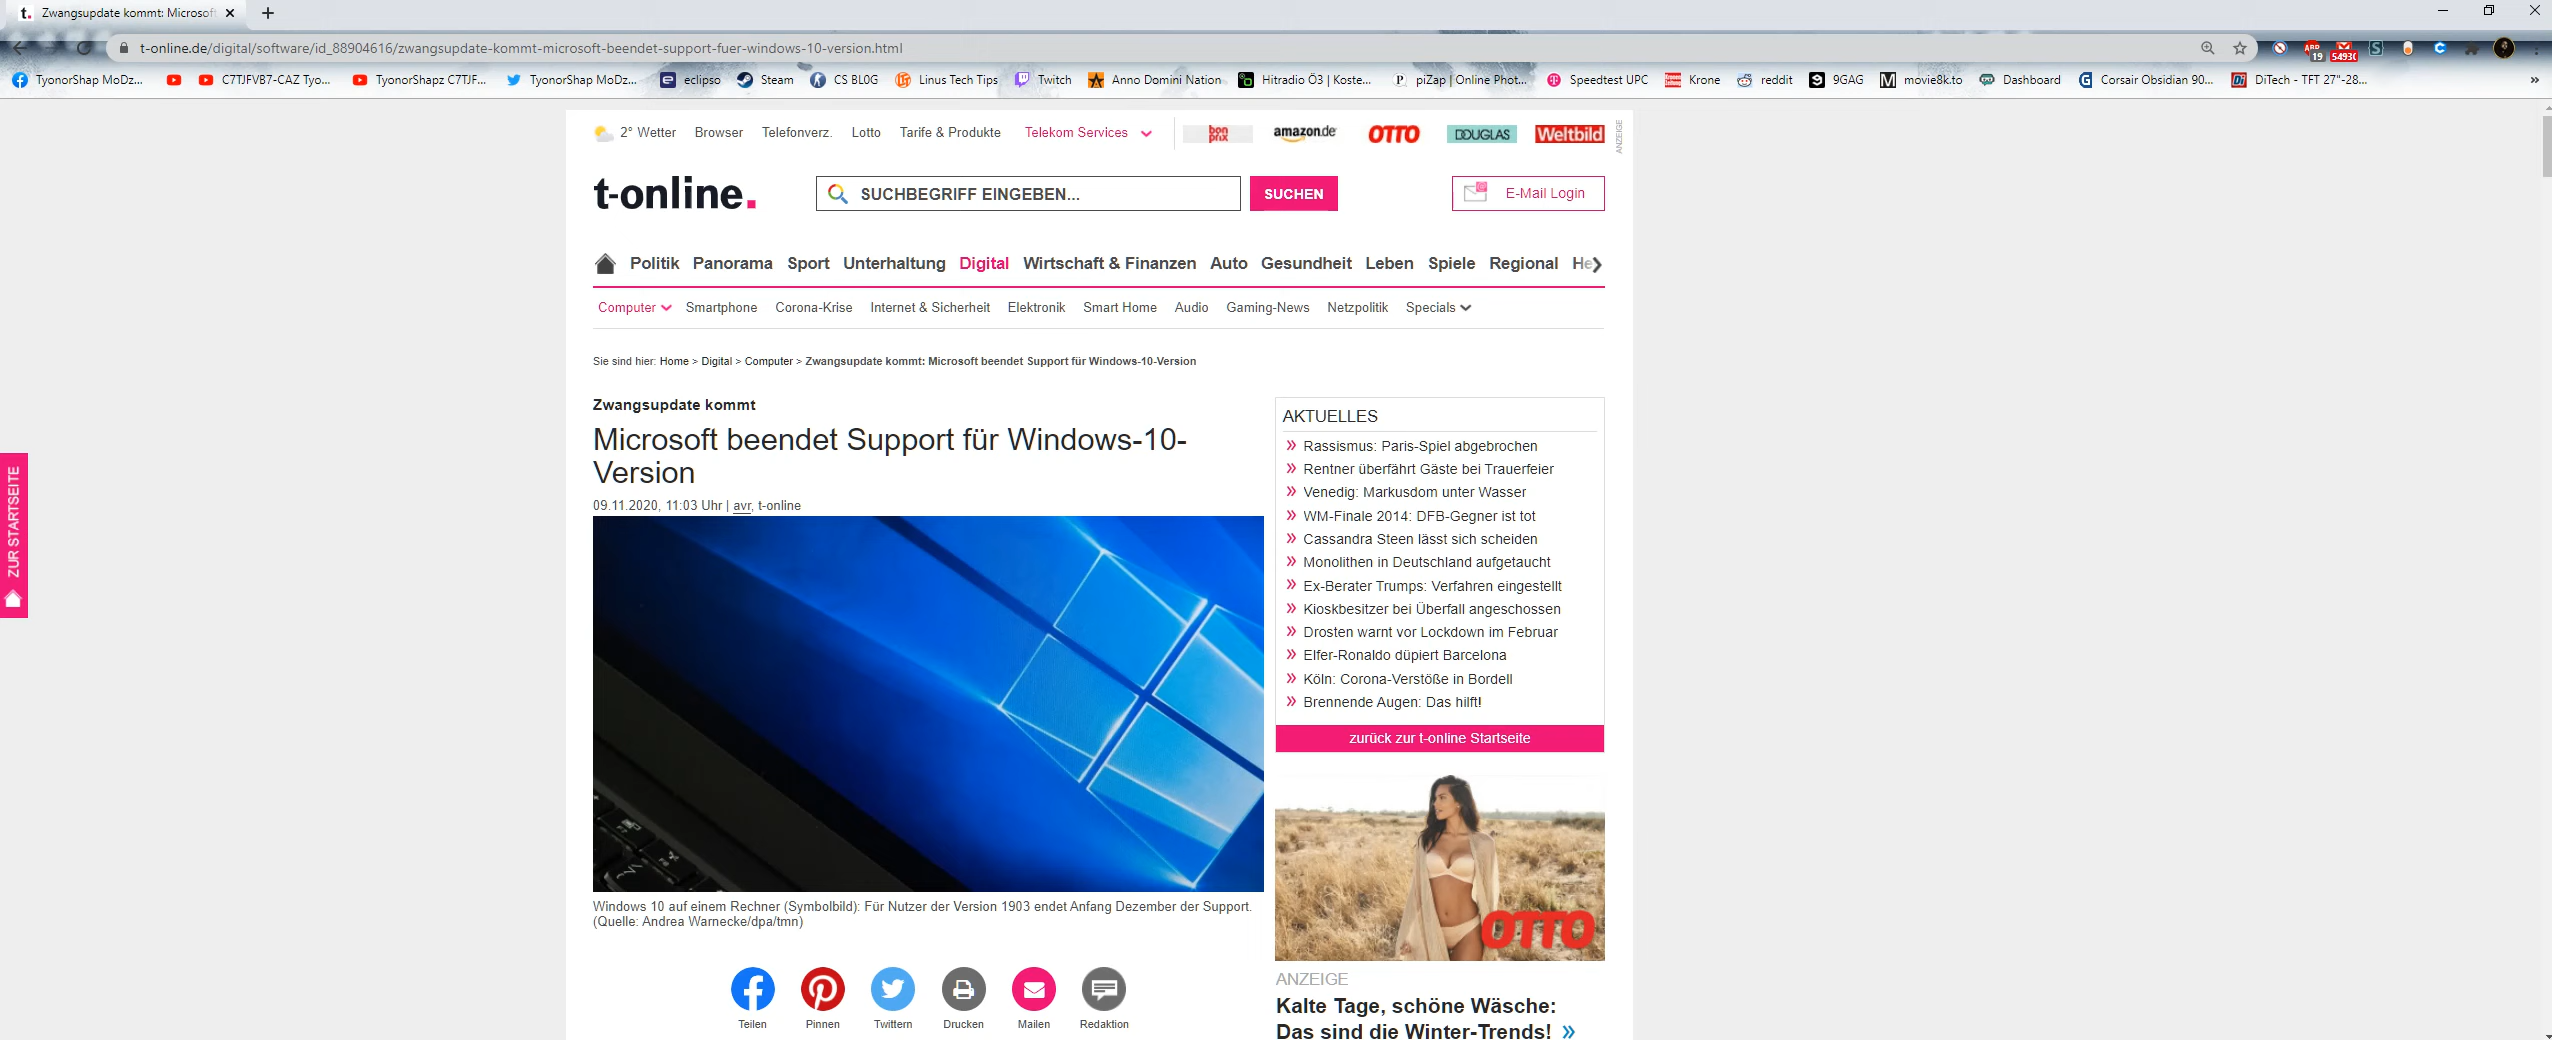 Zwangsupdate kommt: Microsoft
t-online.de/digital/software/id_88904616/zwangsupdate-kommt-microsoft-beendet-support-fuer-windows-10-version.html
ABP 19
5493
TyonorShap MoDz...
C7TJFVB7-CAZ Tyo...
TyonorShapz C7TJF...
TyonorShap MoDz...
eclipso
Steam
CS BLOG
Linus Tech Tips
Twitch
Anno Domini Nation
Hitradio Ö3 | Koste...
piZap | Online Phot...
Speedtest UPC
Krone
reddit
9GAG
movie8k.to
Dashboard
Corsair Obsidian 90...
DiTech - TFT 27"-28...
2° Wetter Browser Telefonverz. Lotto Tarife & Produkte Telekom Services
bon prix
amazon.de
OTTO
DOUGLAS
Weltbild
ANZEIGE
t-online.
SUCHBEGRIFF EINGEBEN...
SUCHEN
E-Mail Login
Politik Panorama Sport Unterhaltung Digital Wirtschaft & Finanzen Auto Gesundheit Leben Spiele Regional He
Computer Smartphone Corona-Krise Internet & Sicherheit Elektronik Smart Home Audio Gaming-News Netzpolitik Specials
Sie sind hier: Home > Digital > Computer > Zwangsupdate kommt: Microsoft beendet Support für Windows-10-Version
Zwangsupdate kommt
Microsoft beendet Support für Windows-10-
Version
09.11.2020, 11:03 Uhr | avr, t-online
Windows 10 auf einem Rechner (Symbolbild): Für Nutzer der Version 1903 endet Anfang Dezember der Support.
(Quelle: Andrea Warnecke/dpa/tmn)
Teilen
Pinnen
Twittern
Drucken
Mailen
Redaktion
ZUR STARTSEITE
AKTUELLES
Rassismus: Paris-Spiel abgebrochen
Rentner überfährt Gäste bei Trauerfeier
Venedig: Markusdom unter Wasser
WM-Finale 2014: DFB-Gegner ist tot
Cassandra Steen lässt sich scheiden
Monolithen in Deutschland aufgetaucht
Ex-Berater Trumps: Verfahren eingestellt
Kioskbesitzer bei Überfall angeschossen
Drosten warnt vor Lockdown im Februar
Elfer-Ronaldo düpiert Barcelona
Köln: Corona-Verstöße in Bordell
Brennende Augen: Das hilft!
zurück zur t-online Startseite
OTTO
ANZEIGE
Kalte Tage, schöne Wäsche:
Das sind die Winter-Trends! »